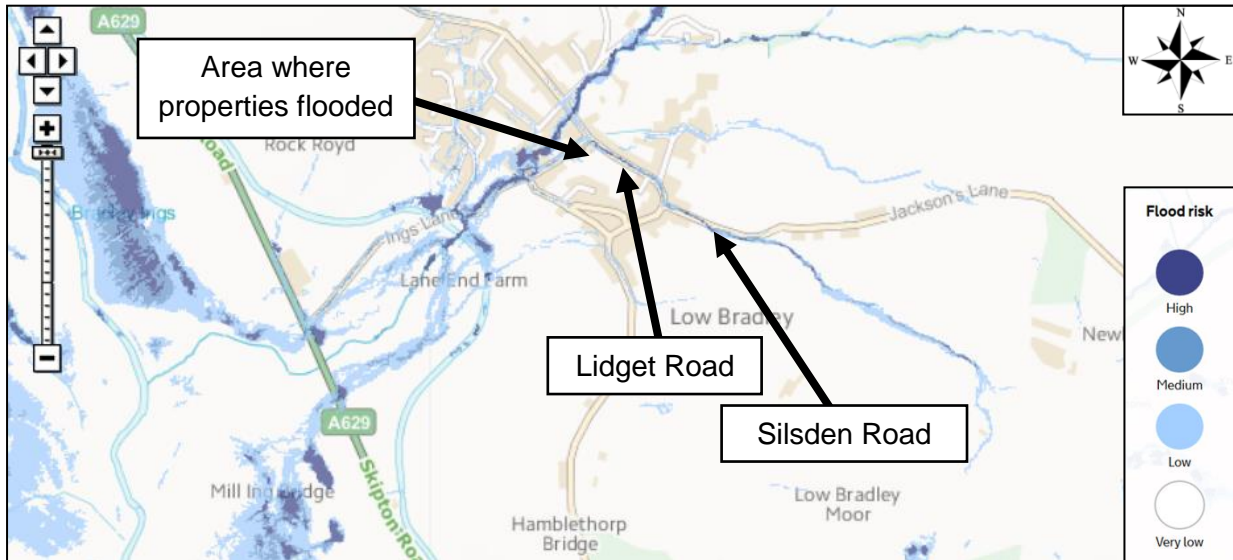 A629
N
W E
S
Area where
properties flooded
Rock Royd
Road
Bradley Ings
Ings Lane
Jackson's Lane
Flood risk
High
Lane End Farm
Low Bradley
Lidget Road
Medium
Silsden Road
A629
Low
Mill Ing Bridge
Skipton Ro
Low Bradley
Moor
Hamblethorp
Bridge
Very low